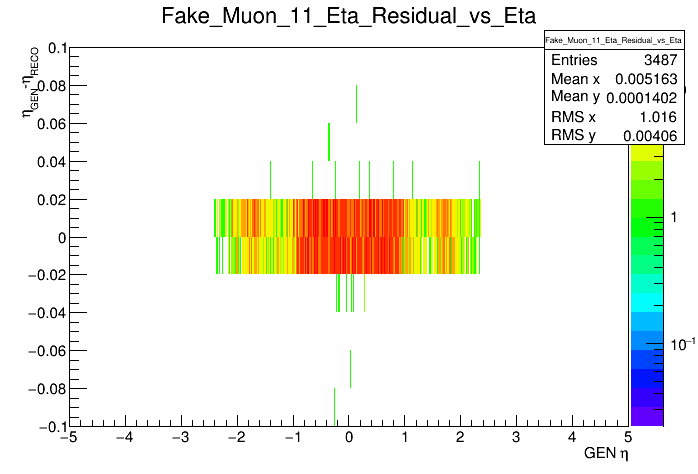 Fake_Muon_11_Eta_Residual_vs_Eta
Fake_Muon_11_Eta_Residual_vs_Eta
Entries 3487
Mean x 0.005163
Mean y 0.0001402
RMS x 1.016
RMS y 0.00406
ηGEN-ηRECO
0.1
0.08
0.06
0.04
0.02
0
−0.02
−0.04
−0.06
−0.08
−0.1
−5 −4 −3 −2 −1 0 1 2 3 4 5
GEN η
1
10⁻¹